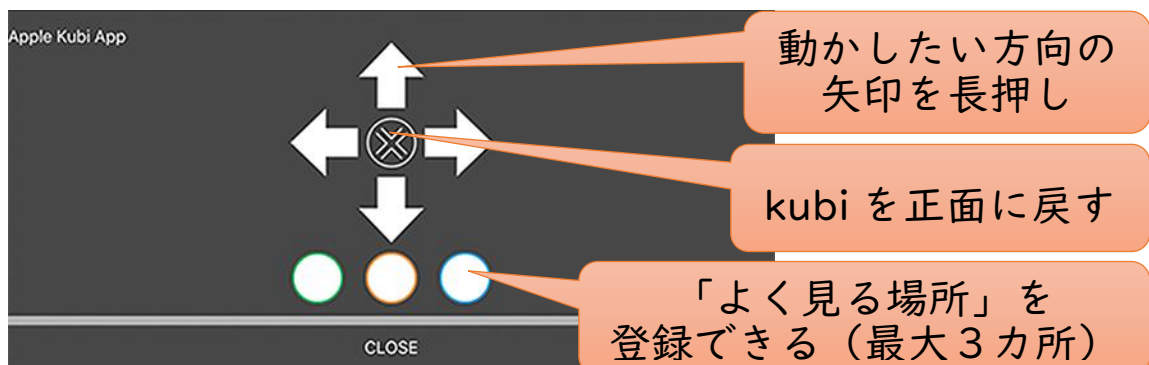 Apple Kubi App
動かしたい方向の
矢印を長押し
kubi を正面に戻す
「よく見る場所」を
登録できる（最大３カ所）
CLOSE